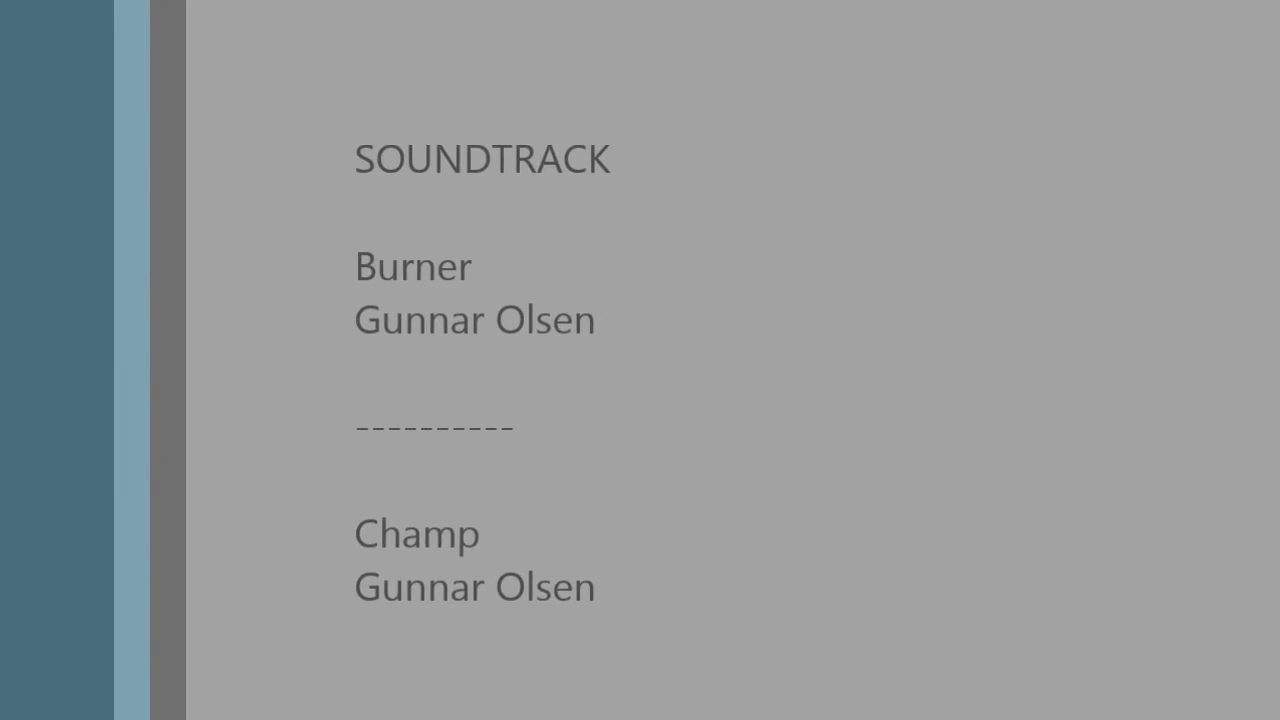 SOUNDTRACK
Burner
Gunnar Olsen
----------
Champ
Gunnar Olsen